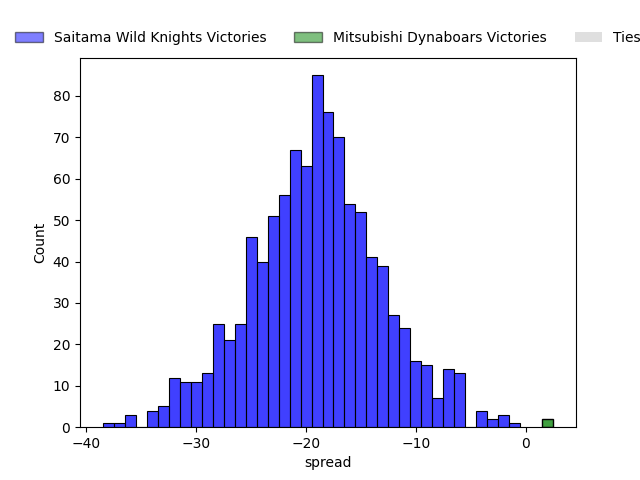 Saitama Wild Knights Victories
Mitsubishi Dynaboars Victories
Ties
80
70
60
50
40
30
20
10
0
Count
−40
−30
−20
−10
0
spread